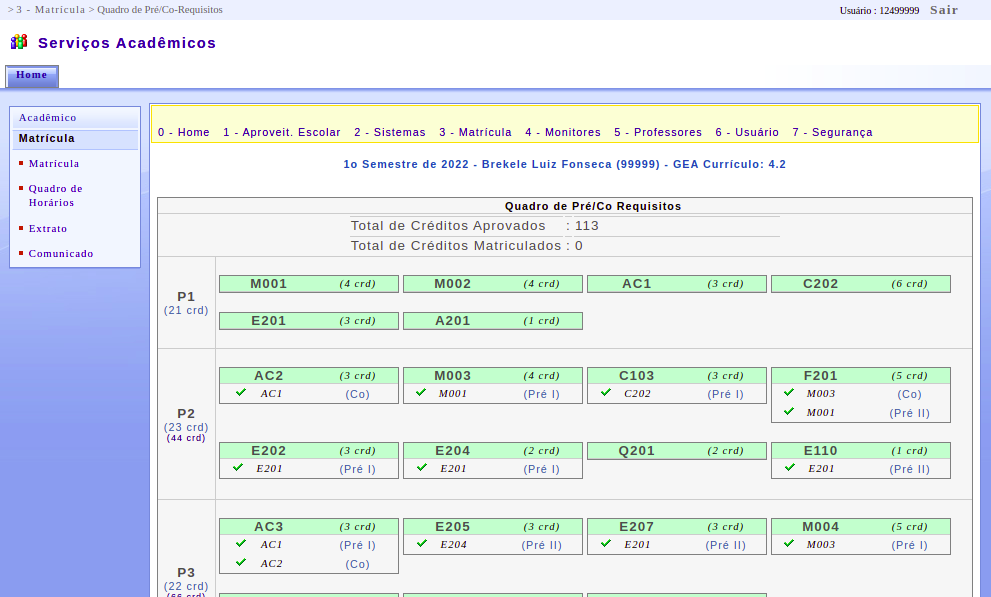 > 3 - Matrícula > Quadro de Pré/Co-Requisitos
Usuário : 12499999 Sair
Serviços Acadêmicos
Home
Acadêmico
Matrícula
Matrícula
Quadro de
Horários
Extrato
Comunicado
0 - Home 1 - Aproveit. Escolar 2 - Sistemas 3 - Matrícula 4 - Monitores 5 - Professores 6 - Usuário 7 - Segurança
1o Semestre de 2022 - Brekele Luiz Fonseca (99999) - GEA Currículo: 4.2
Quadro de Pré/Co Requisitos
Total de Créditos Aprovados : 113
Total de Créditos Matriculados : 0
P1
(21 crd)
M001 (4 crd) M002 (4 crd) AC1 (3 crd) C202 (6 crd)
E201 (3 crd) A201 (1 crd)
P2
(23 crd)
(44 crd)
AC2 (3 crd) M003 (4 crd) C103 (3 crd) F201 (5 crd)
AC1 (Co) M001 (Pré I) C202 (Pré I) M003 (Co)
M001 (Pré II)
E202 (3 crd) E204 (2 crd) Q201 (2 crd) E110 (1 crd)
E201 (Pré I) E201 (Pré I) E201 (Pré II)
P3
(22 crd)
AC3 (3 crd) E205 (3 crd) E207 (3 crd) M004 (5 crd)
AC1 (Pré I) E204 (Pré II) E201 (Pré II) M003 (Pré I)
AC2 (Co)